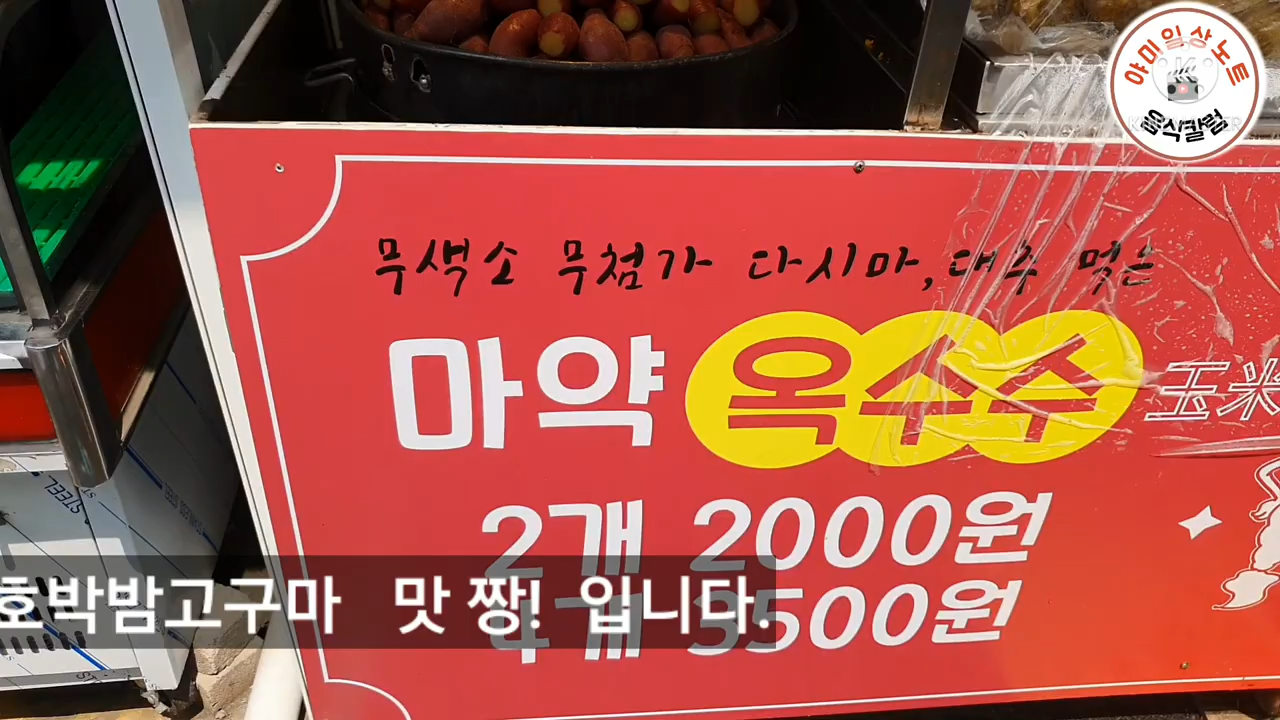 야미일상노트
음식칼럼
무색소 무첨가 다시마, 대추 멋는
마약 옥수수 玉米
2개 2000원
4개 3500원
호박밤고구마 맛 짱! 입니다.
STEEL